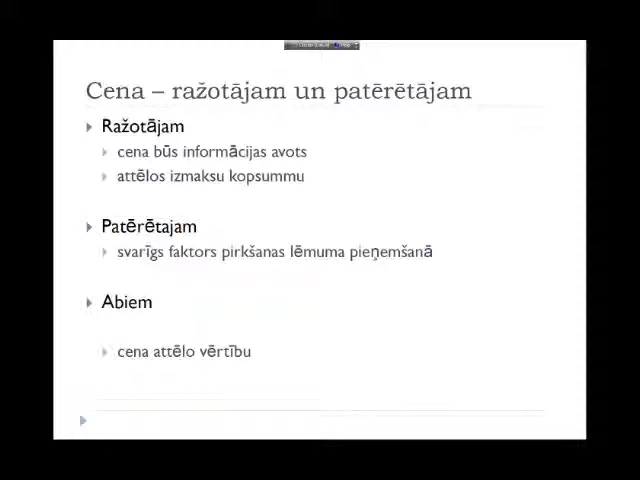 Cena – ražotājam un patērētājam
Ražotājam
cena būs informācijas avots
attēlos izmaksu kopsummu
Patērētajam
svarīgs faktors pirkšanas lēmuma pieņemšanā
Abiem
cena attēlo vērtību